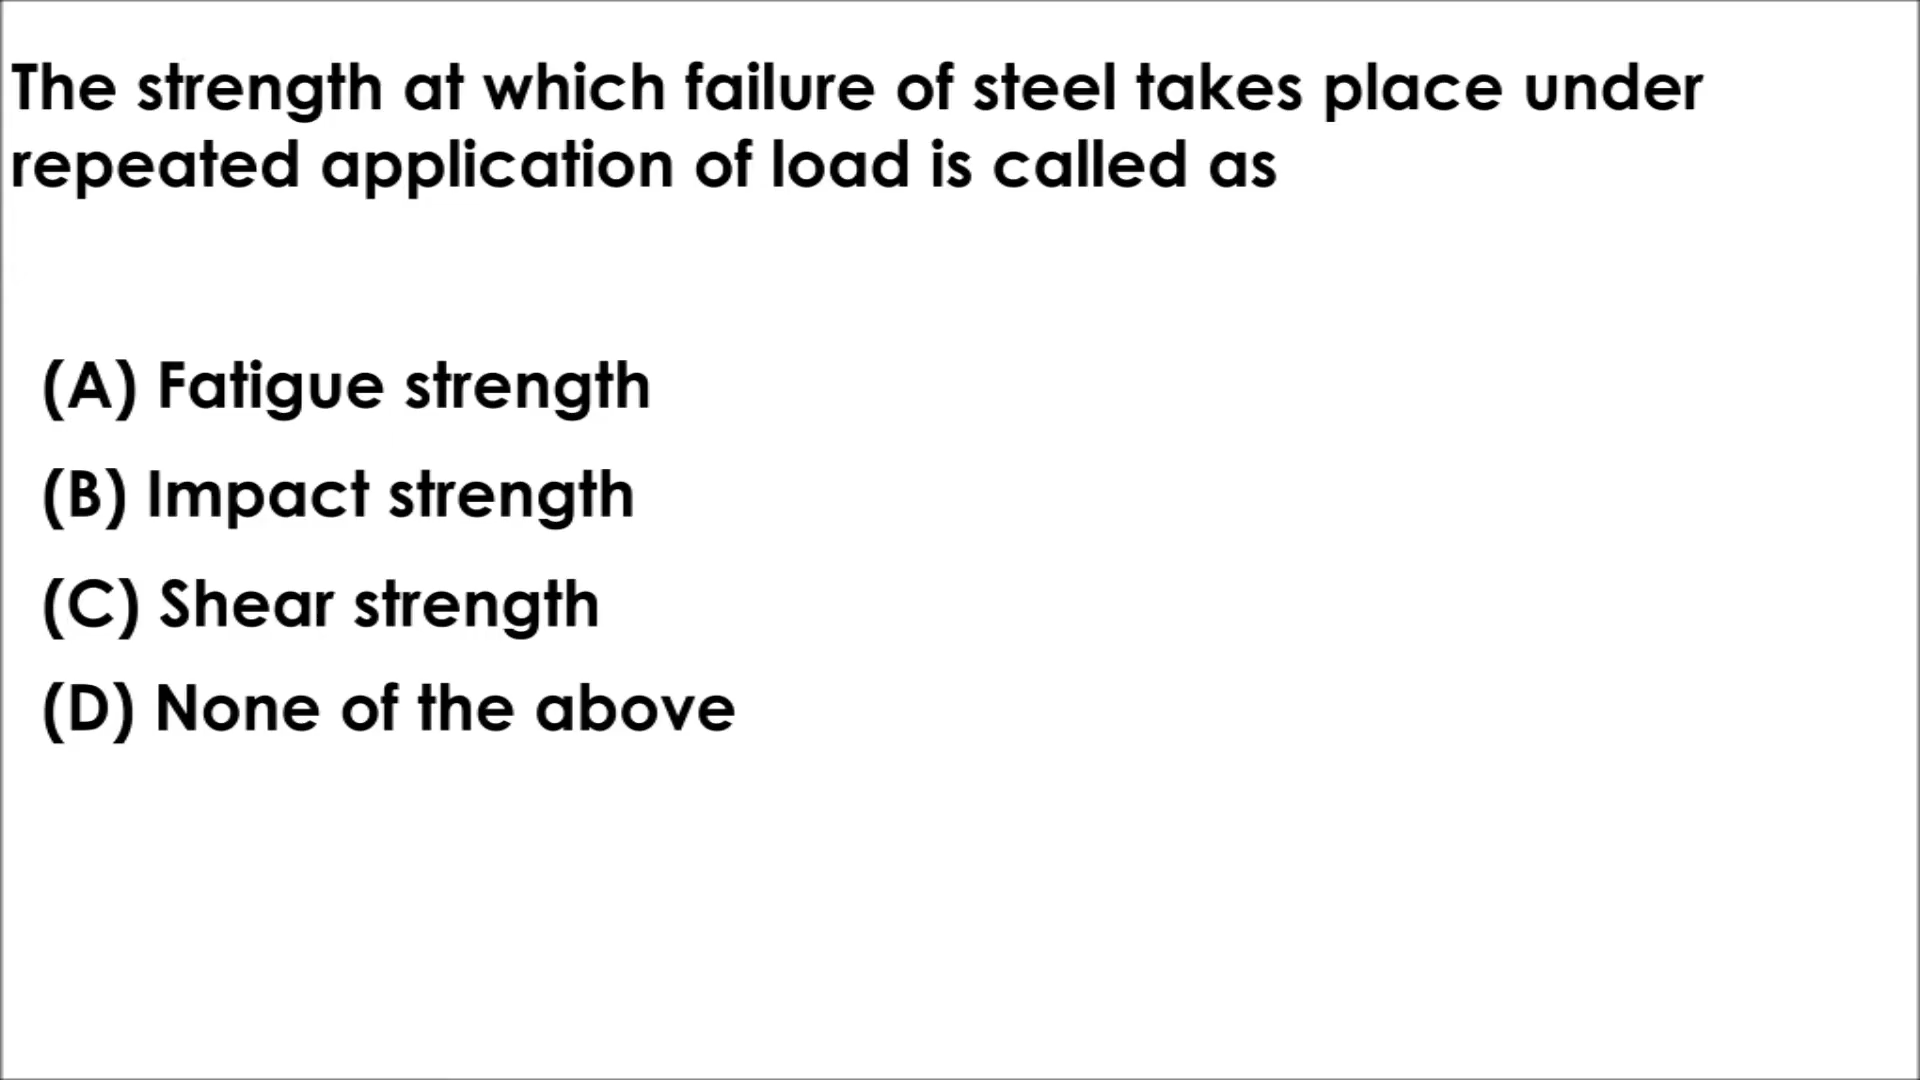 The strength at which failure of steel takes place under
repeated application of load is called as
(A) Fatigue strength
(B) Impact strength
(C) Shear strength
(D) None of the above